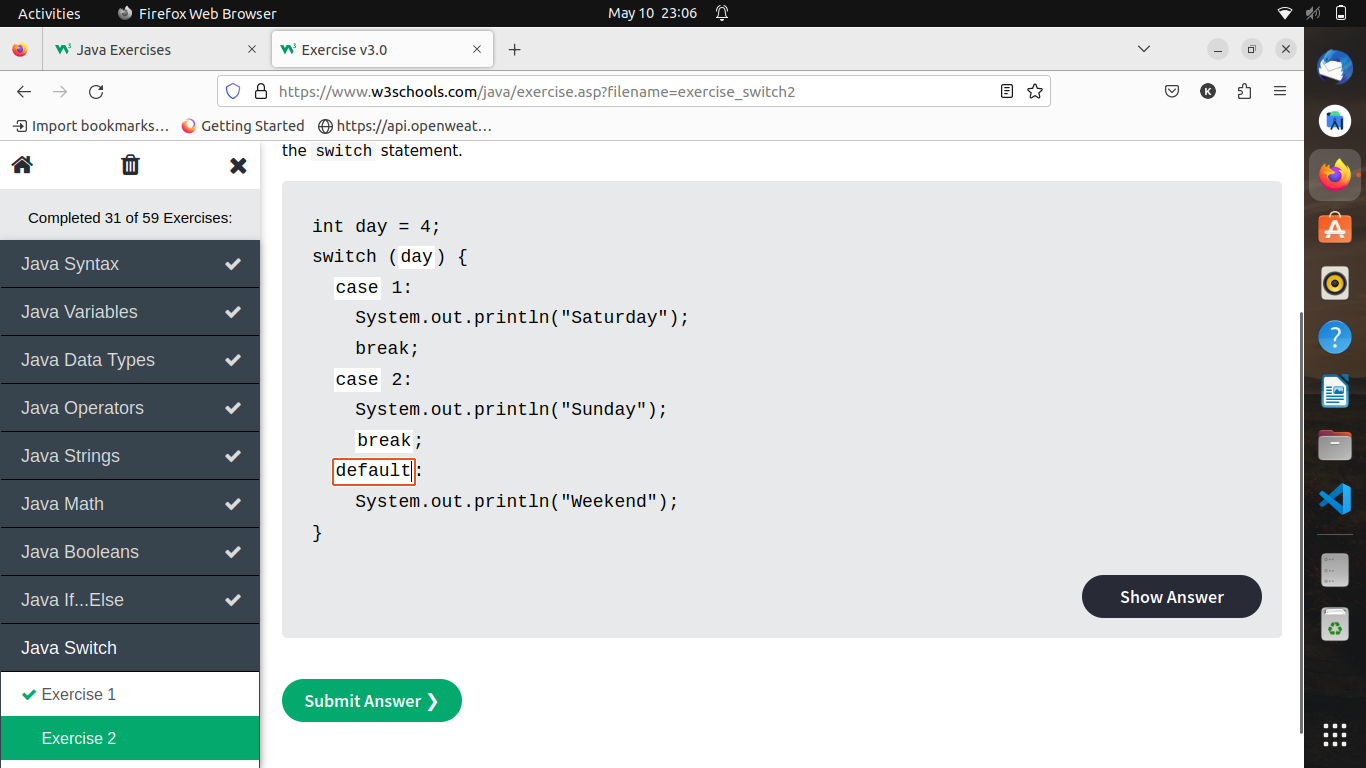 Activities Firefox Web Browser May 10 23:06
Java Exercises Exercise v3.0
https://www.w3schools.com/java/exercise.asp?filename=exercise_switch2 K
Import bookmarks… Getting Started https://api.openweat…
the switch statement.
Completed 31 of 59 Exercises:
Java Syntax
Java Variables
Java Data Types
Java Operators
Java Strings
Java Math
Java Booleans
Java If...Else
Java Switch
Exercise 1
Exercise 2
int day = 4;
switch (day) {
case 1:
System.out.println("Saturday");
break;
case 2:
System.out.println("Sunday");
break;
default:
System.out.println("Weekend");
}
Show Answer
Submit Answer ❯